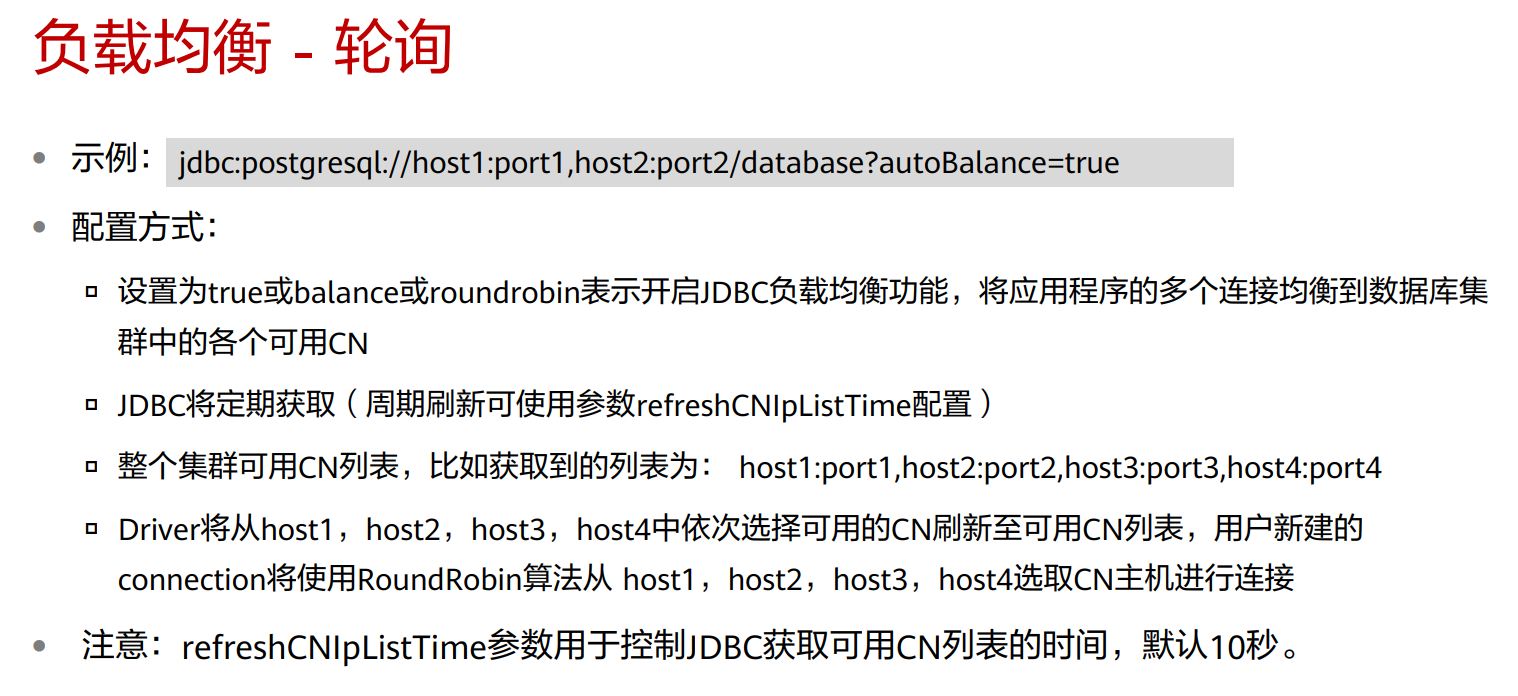 负载均衡 - 轮询
• 示例：jdbc:postgresql://host1:port1,host2:port2/database?autoBalance=true
• 配置方式：
▫ 设置为true或balance或roundrobin表示开启JDBC负载均衡功能，将应用程序的多个连接均衡到数据库集
群中的各个可用CN
▫ JDBC将定期获取（周期刷新可使用参数refreshCNIpListTime配置）
▫ 整个集群可用CN列表，比如获取到的列表为： host1:port1,host2:port2,host3:port3,host4:port4
▫ Driver将从host1，host2，host3，host4中依次选择可用的CN刷新至可用CN列表，用户新建的
connection将使用RoundRobin算法从 host1，host2，host3，host4选取CN主机进行连接
• 注意：refreshCNIpListTime参数用于控制JDBC获取可用CN列表的时间，默认10秒。